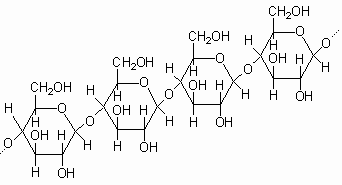 CH₂OH
CH₂OH O O
CH₂OH O OH H
O H
CH₂OH O OH H OH
O H
H O OH H
O H OH
OH H
O H OH
OH